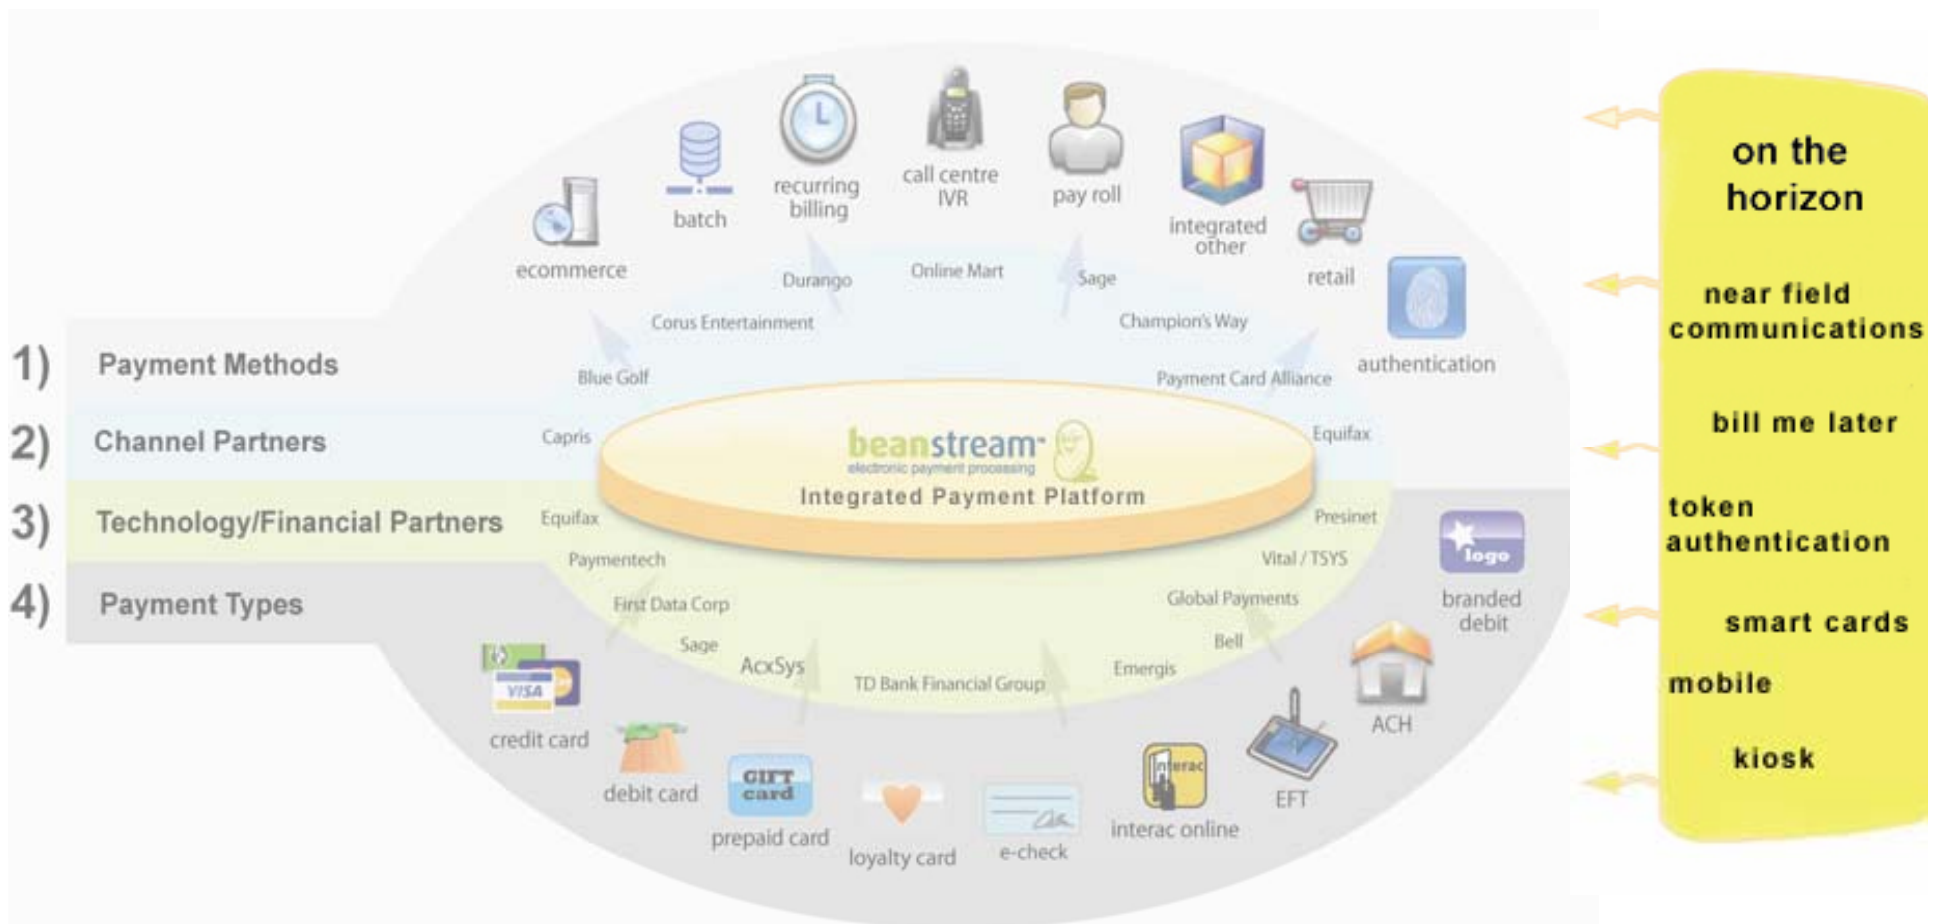 on the
horizon
near field
communications
bill me later
token
authentication
smart cards
mobile
kiosk
1) Payment Methods
2) Channel Partners
3) Technology/Financial Partners
4) Payment Types
ecommerce
batch
recurring
billing
call centre
IVR
pay roll
integrated
other
retail
authentication
Capris
Blue Golf
Corus Entertainment
Durango
Online Mart
Sage
Champion's Way
Payment Card Alliance
Equifax
beanstream™
electronic payment processing
Integrated Payment Platform
Equifax
Paymentech
First Data Corp
Sage
AcxSys
TD Bank Financial Group
Emergis
Bell
Global Payments
Vital / TSYS
Presinet
VISA
credit card
debit card
GIFT
card
prepaid card
loyalty card
e-check
interac
interac online
EFT
ACH
logo
branded
debit